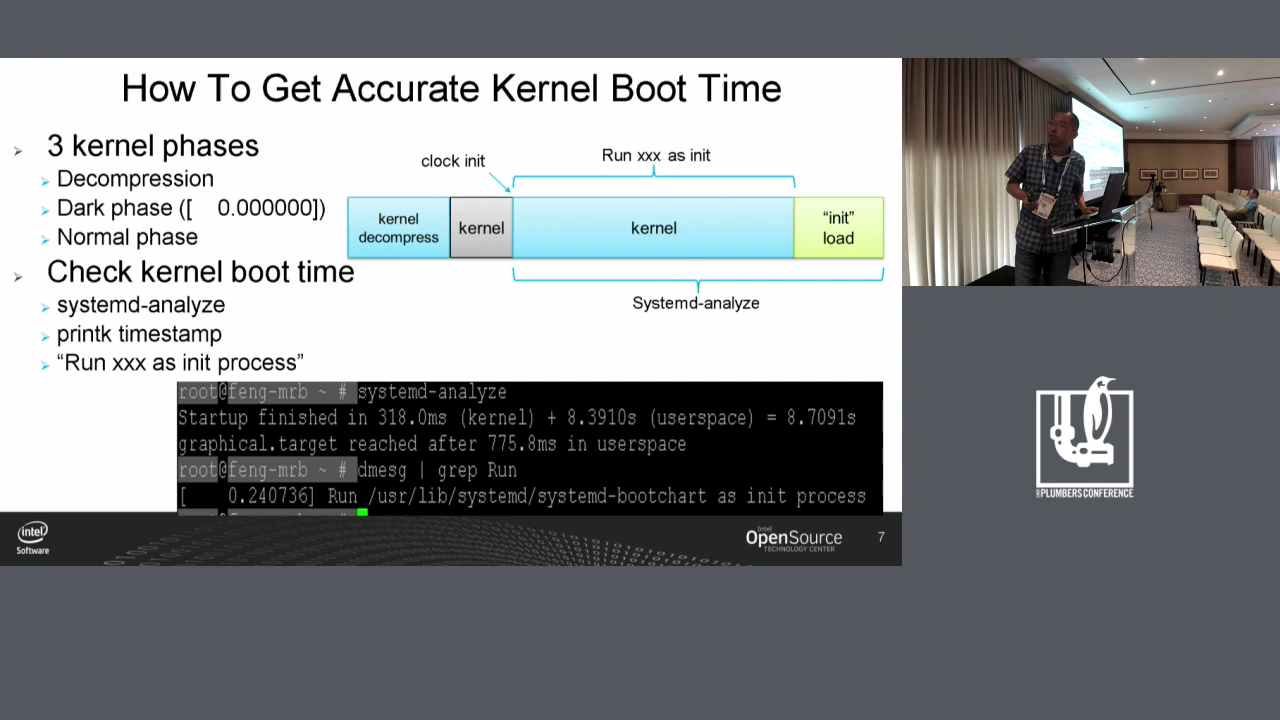 How To Get Accurate Kernel Boot Time
3 kernel phases
Decompression
Dark phase ([ 0.000000])
Normal phase
Check kernel boot time
systemd-analyze
printk timestamp
“Run xxx as init process”
clock init
Run xxx as init
kernel
decompress
kernel
kernel
“init”
load
Systemd-analyze
root@feng-mrb ~ # systemd-analyze
Startup finished in 318.0ms (kernel) + 8.3910s (userspace) = 8.7091s
graphical.target reached after 775.8ms in userspace
root@feng-mrb ~ # dmesg | grep Run
[ 0.240736] Run /usr/lib/systemd/systemd-bootchart as init process
intel
Software
Intel
OpenSource
TECHNOLOGY CENTER
7
PLUMBERS CONFERENCE